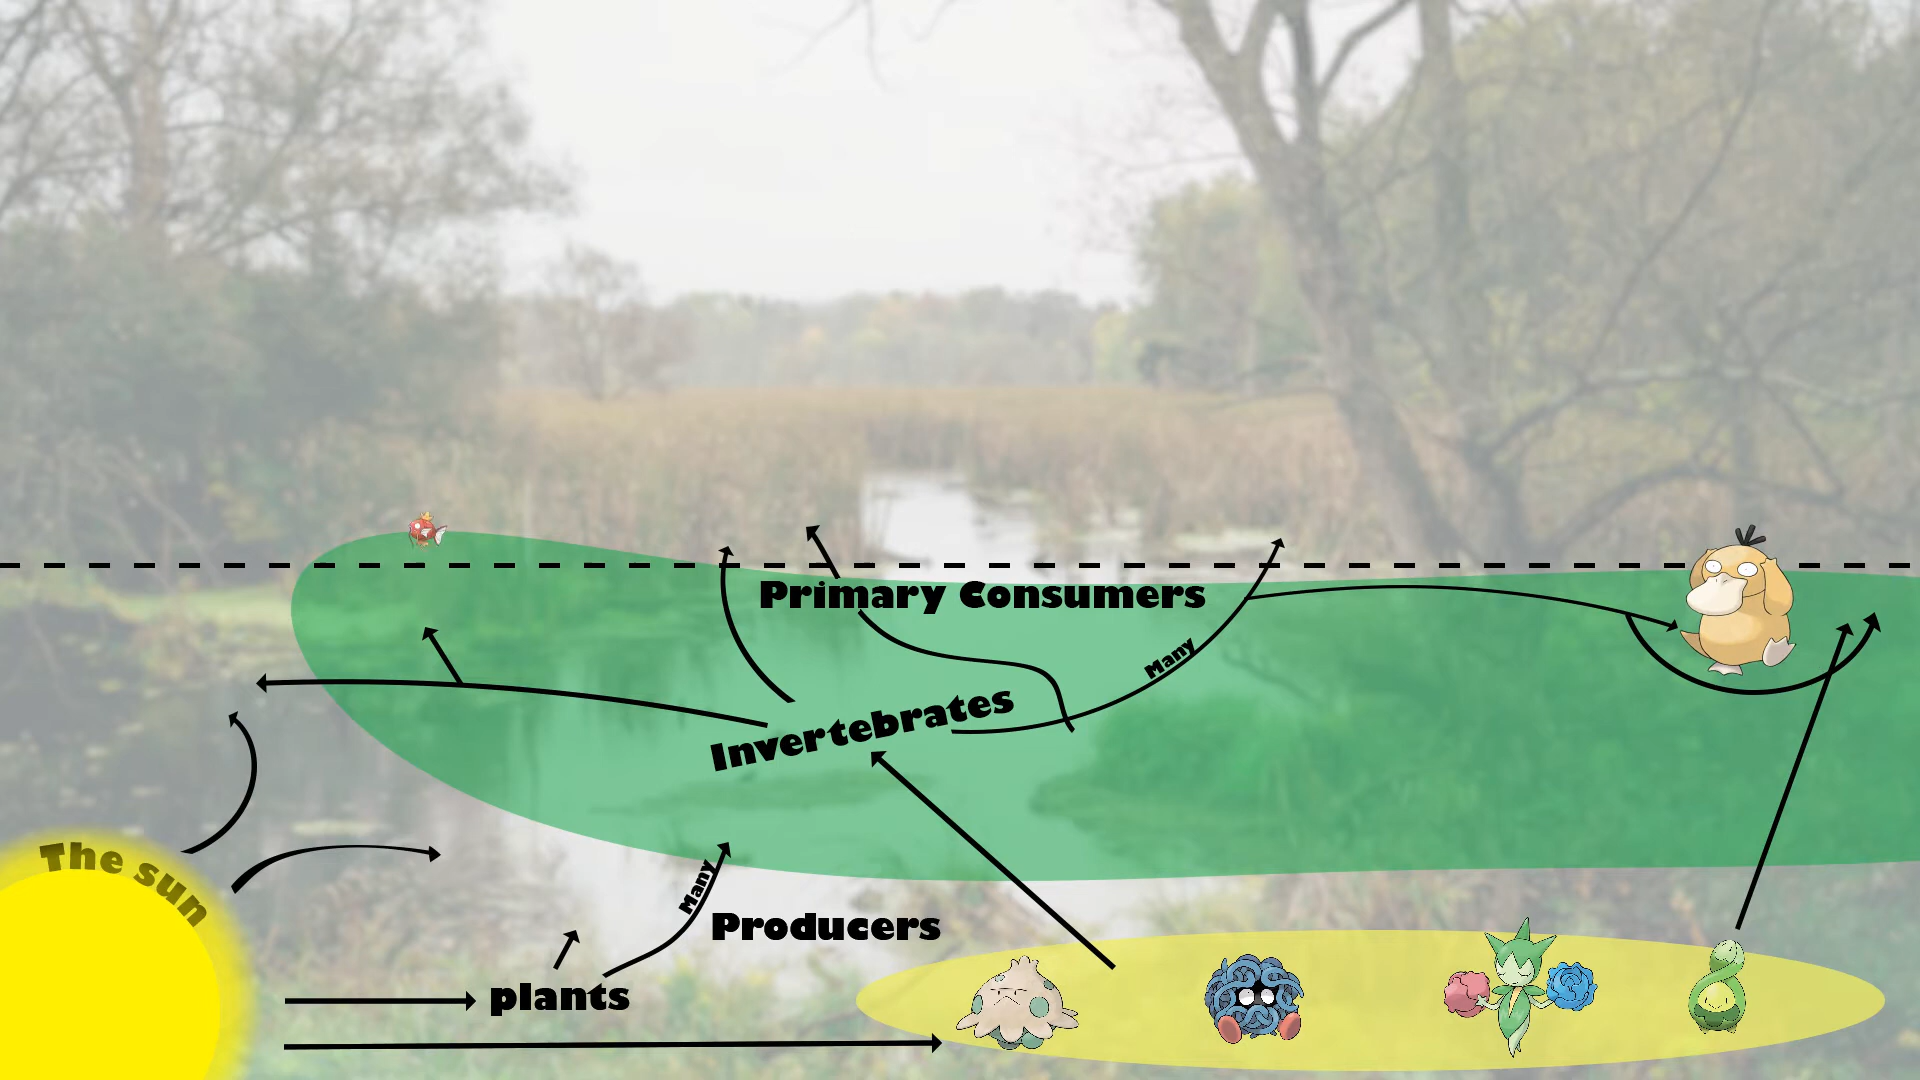 Primary Consumers
Many
Invertebrates
The sun
Many
Producers
plants